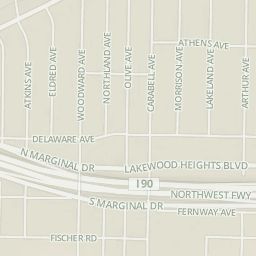 ATHENS AVE
ATKINS AVE
ELDRED AVE
WOODWARD AVE
NORTHLAND AVE
OLIVE AVE
CARABELL AVE
MORRISON AVE
LAKELAND AVE
ARTHUR AVE
DELAWARE AVE
N MARGINAL DR
LAKEWOOD HEIGHTS BLVD
I 90
NORTHWEST FWY
S MARGINAL DR
FERNWAY AVE
FISCHER RD